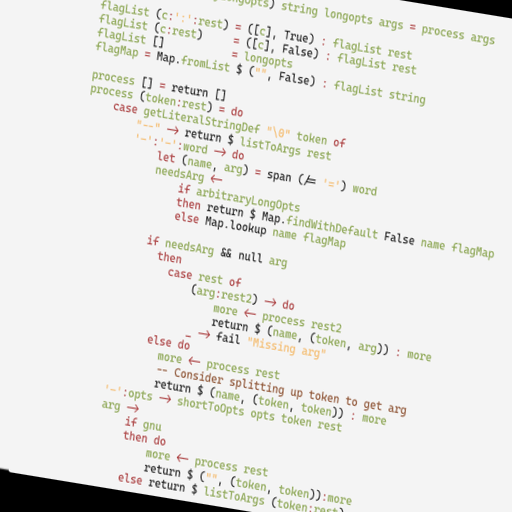 longopts) string longopts args = process args
flagList (c:':':rest) = ([c], True) : flagList rest
flagList (c:rest) = ([c], False) : flagList rest
flagList [] = longopts
flagMap = Map.fromList $ ("", False) : flagList string
process [] = return []
process (token:rest) = do
case getLiteralStringDef "\0" token of
"--" -> return $ listToArgs rest
'-':'-':word -> do
let (name, arg) = span (/= '=') word
needsArg <-
if arbitraryLongOpts
then return $ Map.findWithDefault False name flagMap
else Map.lookup name flagMap
if needsArg && null arg
then
case rest of
(arg:rest2) -> do
more <- process rest2
return $ (name, (token, arg)) : more
_ -> fail "Missing arg"
else do
more <- process rest
-- Consider splitting up token to get arg
return $ (name, (token, token)) : more
'-':opts -> shortToOpts opts token rest
arg ->
if gnu
then do
more <- process rest
return $ ("", (token, token)):more
else return $ listToArgs (token:rest)